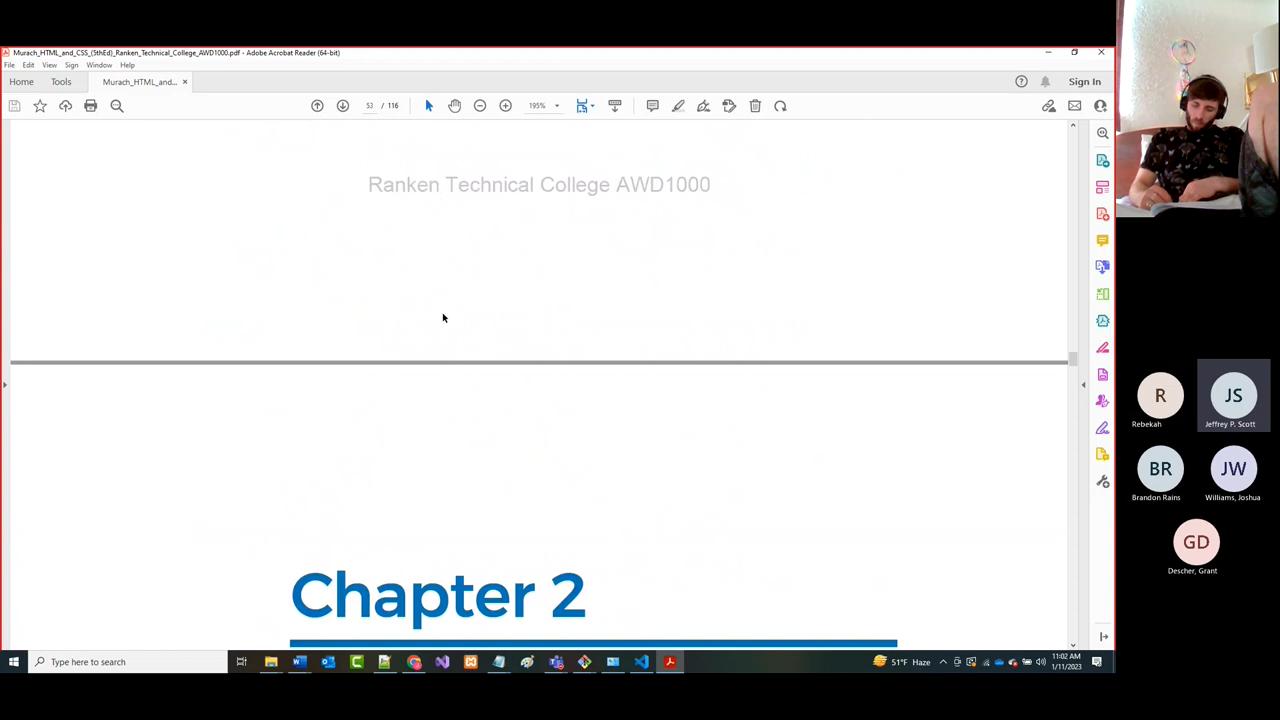 Murach_HTML_and_CSS_(5thEd)_Ranken_Technical_College_AWD1000.pdf - Adobe Acrobat Reader (64-bit)
File Edit View Sign Window Help
Home Tools Murach_HTML_and... × Sign In
53 / 116 195%
Ranken Technical College AWD1000
Chapter 2
R
Rebekah
JS
Jeffrey P. Scott
BR
Brandon Rains
JW
Williams, Joshua
GD
Descher, Grant
Type here to search
51°F Haze
11:02 AM
1/11/2023